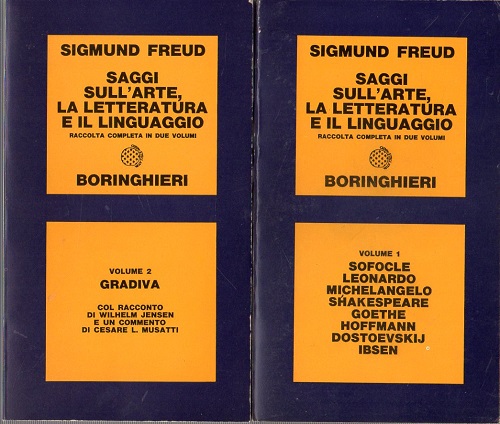 SIGMUND FREUD
SAGGI
SULL'ARTE,
LA LETTERATURA
E IL LINGUAGGIO
RACCOLTA COMPLETA IN DUE VOLUMI
BORINGHIERI
VOLUME 2
GRADIVA
COL RACCONTO
DI WILHELM JENSEN
E UN COMMENTO
DI CESARE L. MUSATTI
SIGMUND FREUD
SAGGI
SULL'ARTE,
LA LETTERATURA
E IL LINGUAGGIO
RACCOLTA COMPLETA IN DUE VOLUMI
BORINGHIERI
VOLUME 1
SOFOCLE
LEONARDO
MICHELANGELO
SHAKESPEARE
GOETHE
HOFFMANN
DOSTOEVSKIJ
IBSEN